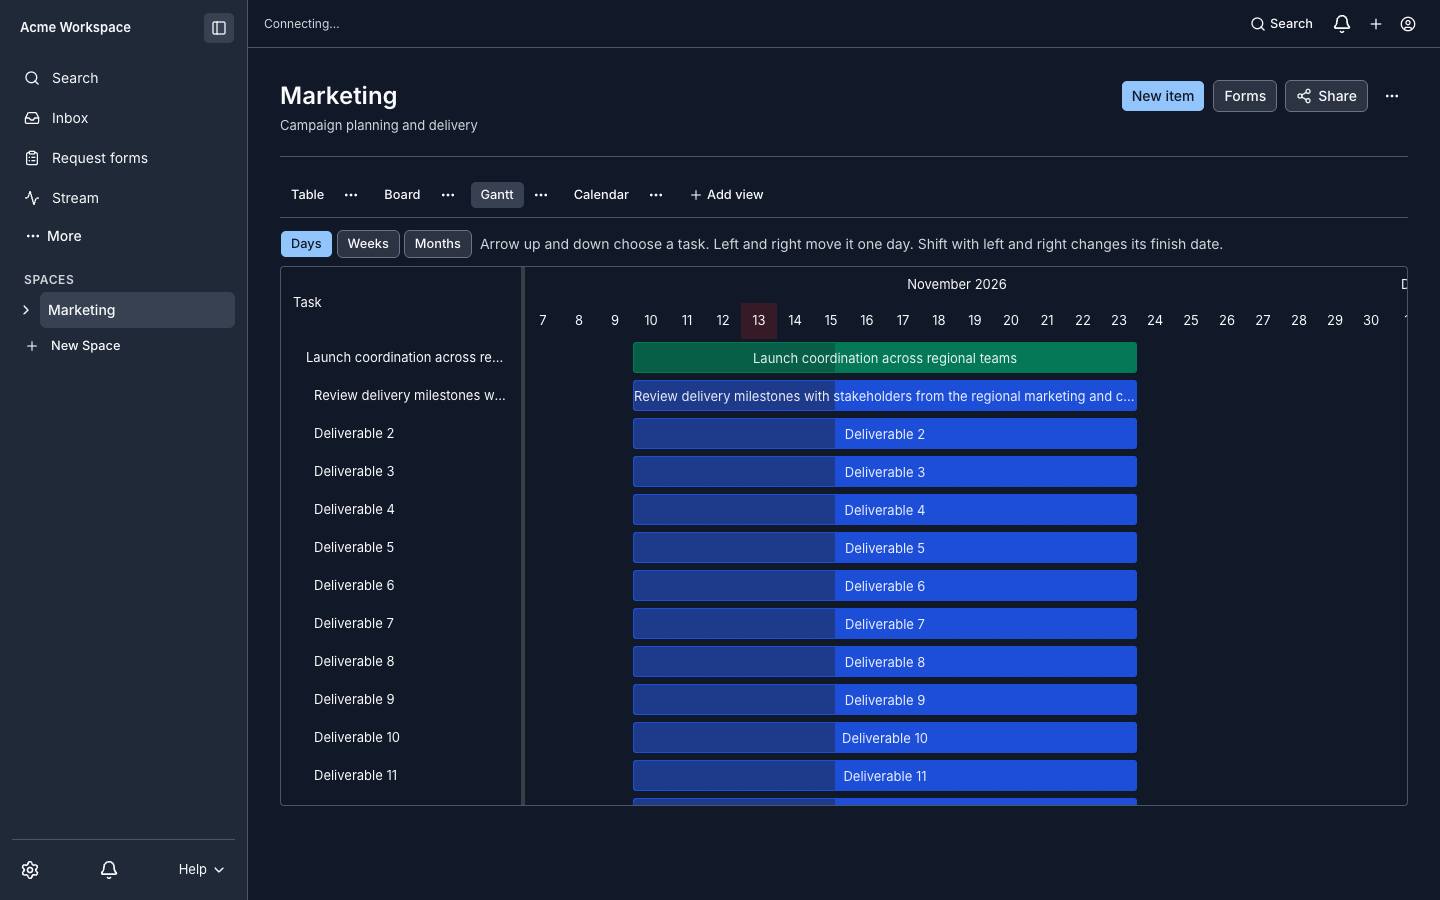 Acme Workspace
Search
Inbox
Request forms
Stream
More
SPACES
Marketing
New Space
Help
Connecting...
Search
Marketing
Campaign planning and delivery
New item
Forms
Share
Table
Board
Gantt
Calendar
Add view
Days
Weeks
Months
Arrow up and down choose a task. Left and right move it one day. Shift with left and right changes its finish date.
Task
November 2026
7 8 9 10 11 12 13 14 15 16 17 18 19 20 21 22 23 24 25 26 27 28 29 30
Launch coordination across re...
Launch coordination across regional teams
Review delivery milestones w...
Review delivery milestones with stakeholders from the regional marketing and c...
Deliverable 2
Deliverable 2
Deliverable 3
Deliverable 3
Deliverable 4
Deliverable 4
Deliverable 5
Deliverable 5
Deliverable 6
Deliverable 6
Deliverable 7
Deliverable 7
Deliverable 8
Deliverable 8
Deliverable 9
Deliverable 9
Deliverable 10
Deliverable 10
Deliverable 11
Deliverable 11